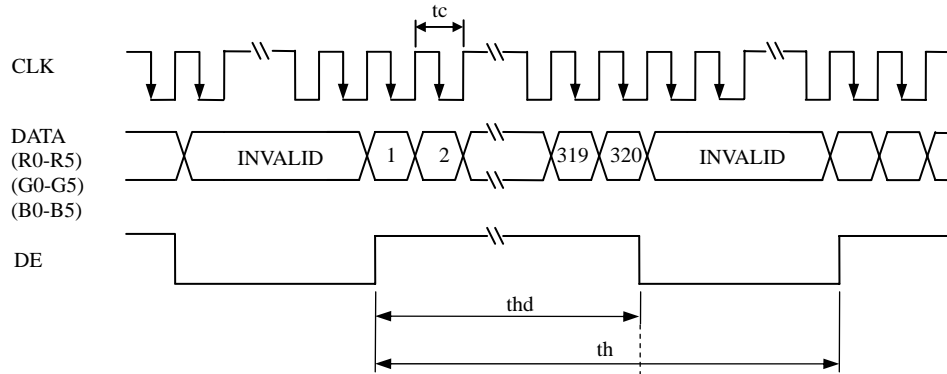 tc
CLK
DATA
(R0-R5)
(G0-G5)
(B0-B5)
INVALID 1 2 319 320 INVALID
DE
thd
th